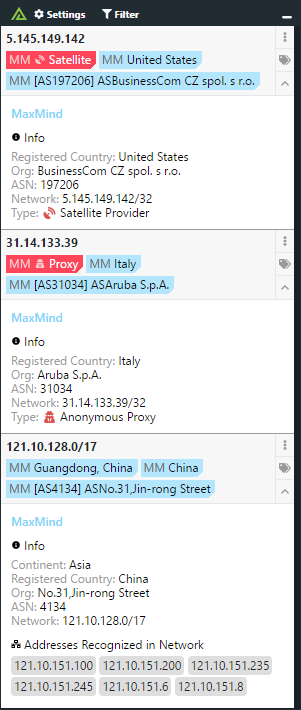 Settings Filter
5.145.149.142
MM Satellite MM United States
MM [AS197206] ASBusinessCom CZ spol. s r.o.
MaxMind
Info
Registered Country: United States
Org: BusinessCom CZ spol. s r.o.
ASN: 197206
Network: 5.145.149.142/32
Type: Satellite Provider
31.14.133.39
MM Proxy MM Italy
MM [AS31034] ASAruba S.p.A.
MaxMind
Info
Registered Country: Italy
Org: Aruba S.p.A.
ASN: 31034
Network: 31.14.133.39/32
Type: Anonymous Proxy
121.10.128.0/17
MM Guangdong, China MM China
MM [AS4134] ASNo.31,Jin-rong Street
MaxMind
Info
Continent: Asia
Registered Country: China
Org: No.31,Jin-rong Street
ASN: 4134
Network: 121.10.128.0/17
Addresses Recognized in Network
121.10.151.100 121.10.151.200 121.10.151.235
121.10.151.245 121.10.151.6 121.10.151.8